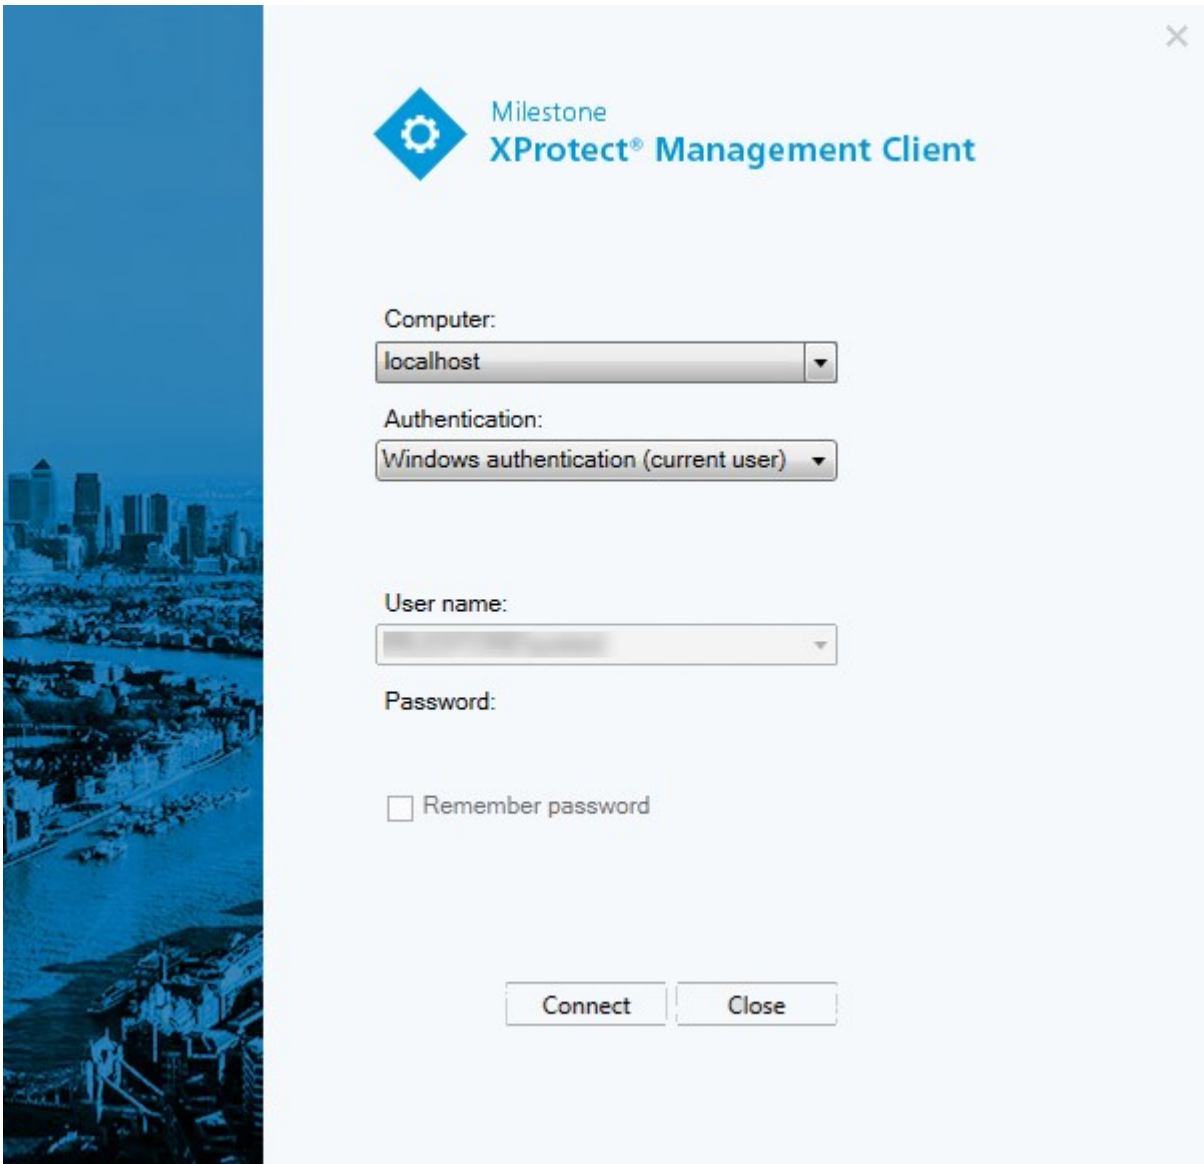 Milestone
XProtect® Management Client
Computer:
localhost
Authentication:
Windows authentication (current user)
User name:
Password:
Remember password
Connect
Close